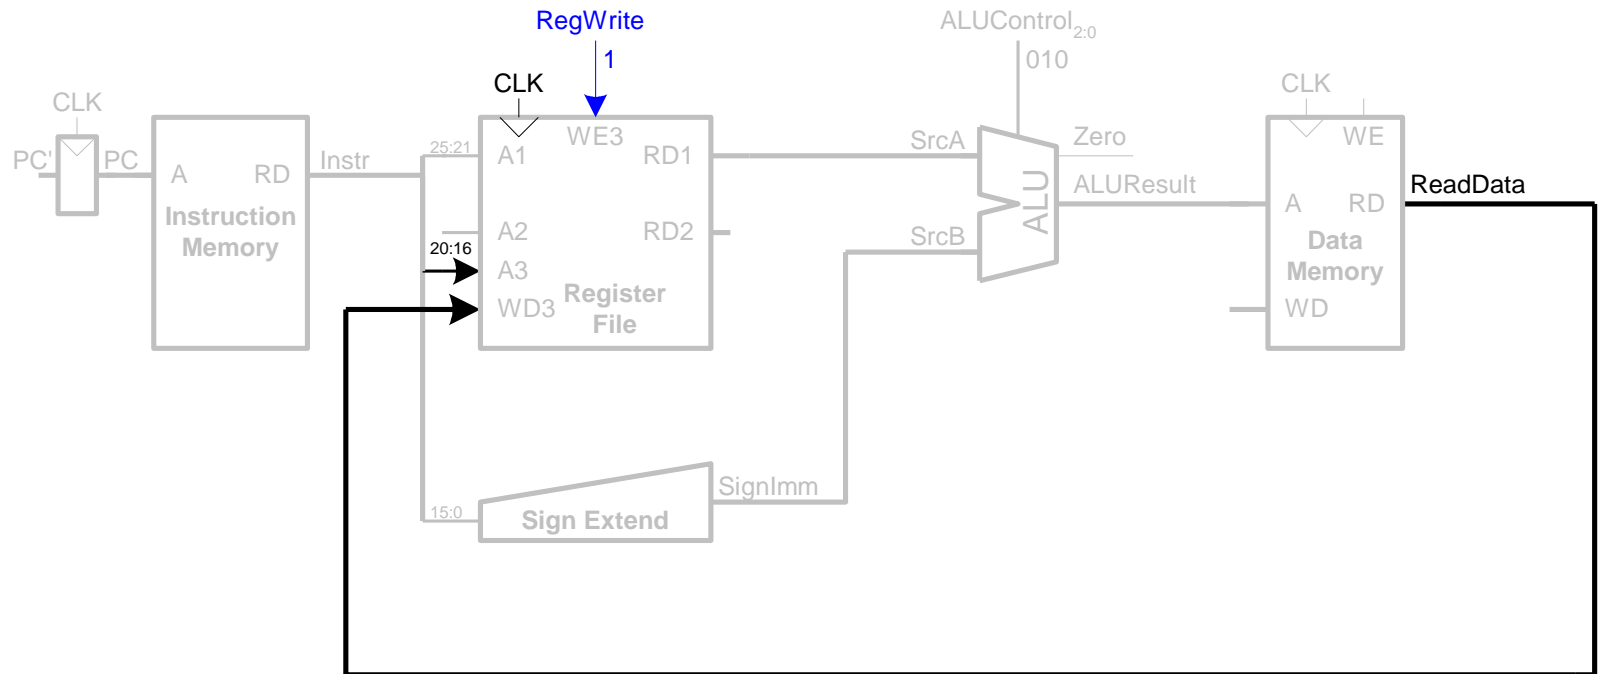 RegWrite
1
ALUControl2:0
010
CLK
CLK
CLK
PC'
PC
A
RD
Instruction
Memory
Instr
25:21
A1
WE3
RD1
A2
RD2
20:16
A3
WD3
Register
File
SrcA
SrcB
ALU
Zero
ALUResult
WE
A
RD
Data
Memory
WD
ReadData
15:0
Sign Extend
SignImm